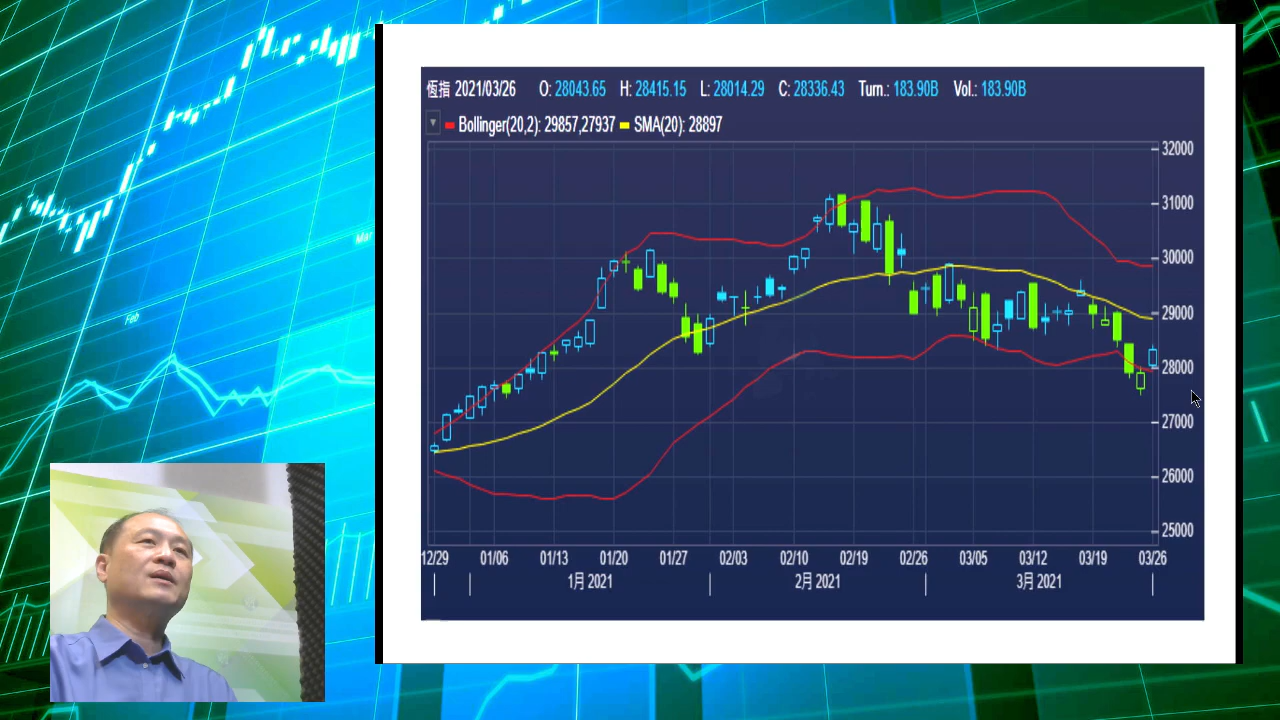 恆指 2021/03/26 O: 28043.65 H: 28415.15 L: 28014.29 C: 28336.43 Turn.: 183.90B Vol.: 183.90B
Bollinger(20,2): 29857,27937 SMA(20): 28897
32000
31000
30000
29000
28000
27000
26000
25000
12/29 01/06 01/13 01/20 01/27 02/03 02/10 02/19 02/26 03/05 03/12 03/19 03/26
1月 2021 2月 2021 3月 2021
Feb
Mar